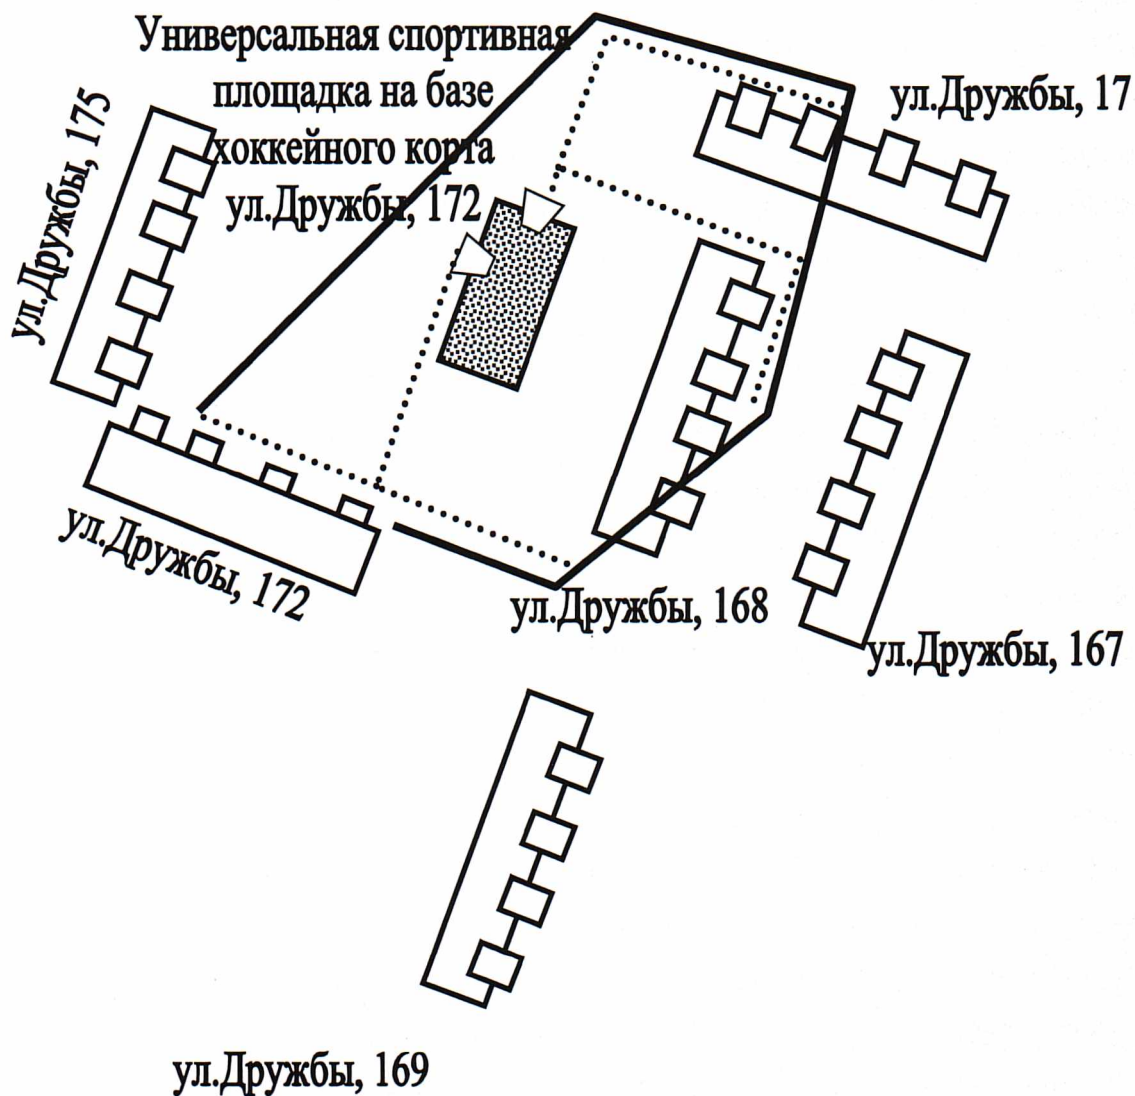 Универсальная спортивная
площадка на базе
хоккейного корта
ул.Дружбы, 172
ул.Дружбы, 17
ул.Дружбы, 175
ул.Дружбы, 172
ул.Дружбы, 168
ул.Дружбы, 167
ул.Дружбы, 169